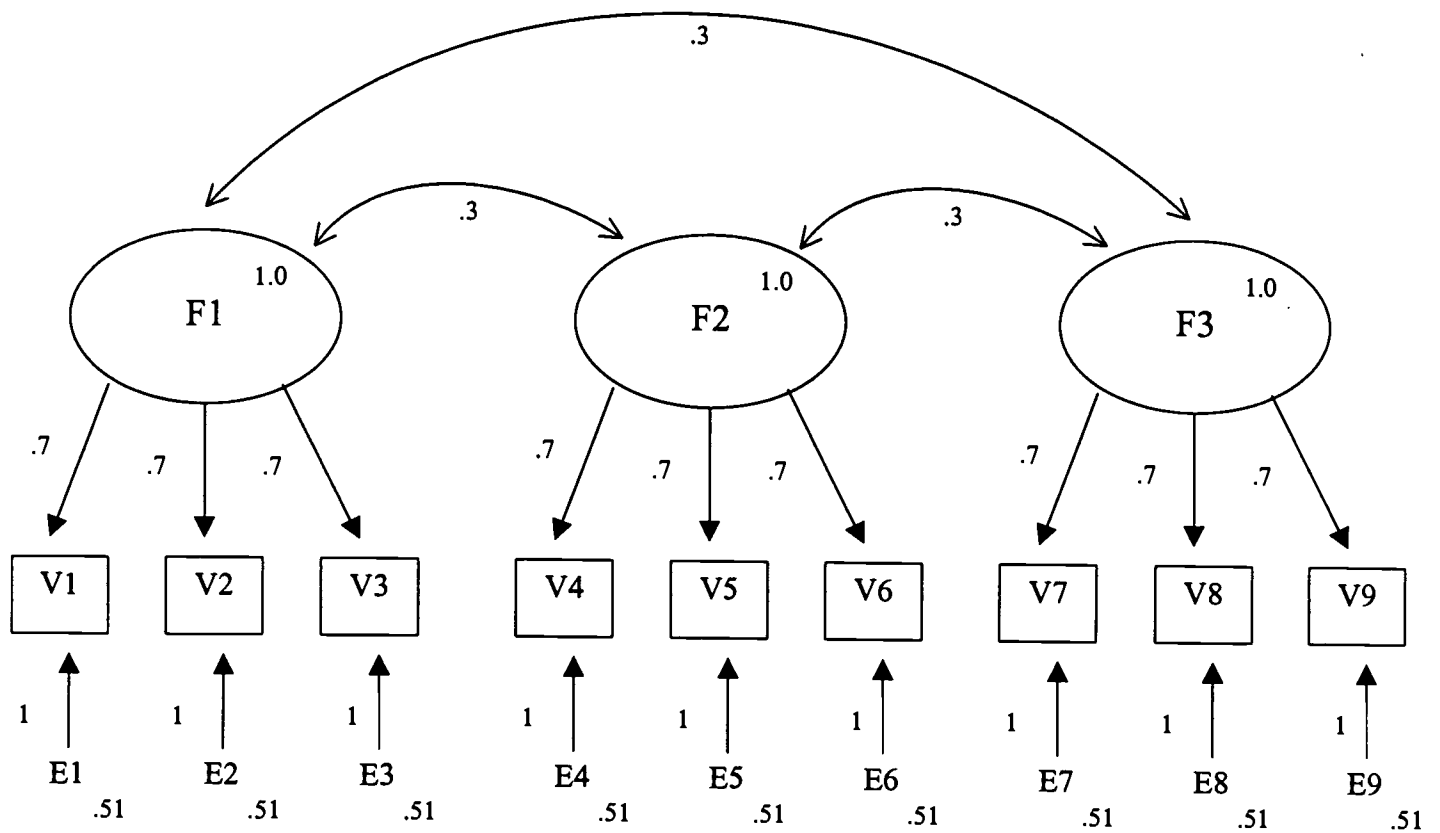 .3
.3 .3
1.0 1.0 1.0
F1 F2 F3
.7 .7 .7 .7 .7 .7 .7 .7 .7
V1 V2 V3 V4 V5 V6 V7 V8 V9
1 1 1 1 1 1 1 1 1
E1 E2 E3 E4 E5 E6 E7 E8 E9
.51 .51 .51 .51 .51 .51 .51 .51 .51